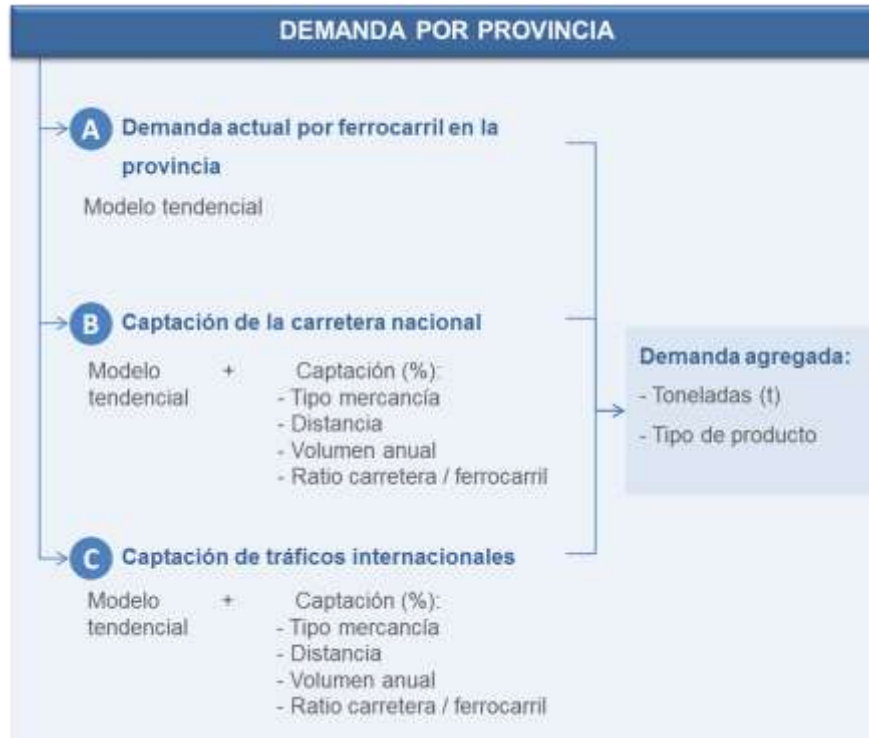 DEMANDA POR PROVINCIA
A Demanda actual por ferrocarril en la
provincia
Modelo tendencial
B Captación de la carretera nacional
Modelo + Captación (%):
tendencial - Tipo mercancía
- Distancia
- Volumen anual
- Ratio carretera / ferrocarril
C Captación de tráficos internacionales
Modelo + Captación (%):
tendencial - Tipo mercancía
- Distancia
- Volumen anual
- Ratio carretera / ferrocarril
Demanda agregada:
- Toneladas (t)
- Tipo de producto